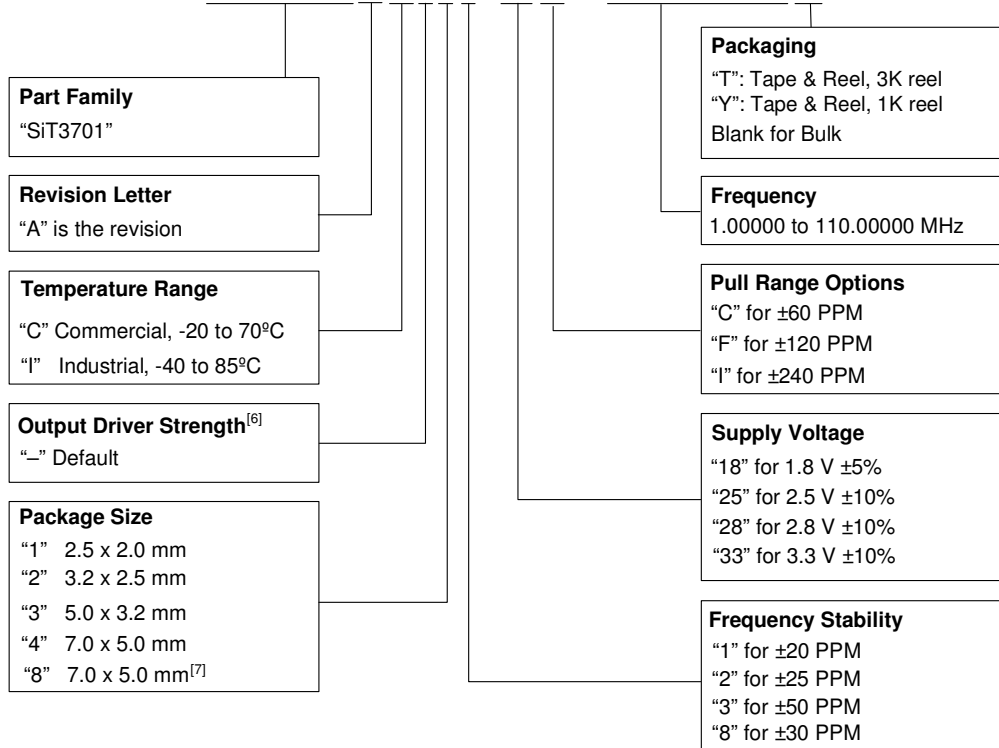 Part Family
“SiT3701”
Revision Letter
“A” is the revision
Temperature Range
“C” Commercial, -20 to 70ºC
“I” Industrial, -40 to 85ºC
Output Driver Strength[6]
“–” Default
Package Size
“1” 2.5 x 2.0 mm
“2” 3.2 x 2.5 mm
“3” 5.0 x 3.2 mm
“4” 7.0 x 5.0 mm
“8” 7.0 x 5.0 mm[7]
Packaging
“T”: Tape & Reel, 3K reel
“Y”: Tape & Reel, 1K reel
Blank for Bulk
Frequency
1.00000 to 110.00000 MHz
Pull Range Options
“C” for ±60 PPM
“F” for ±120 PPM
“I” for ±240 PPM
Supply Voltage
“18” for 1.8 V ±5%
“25” for 2.5 V ±10%
“28” for 2.8 V ±10%
“33” for 3.3 V ±10%
Frequency Stability
“1” for ±20 PPM
“2” for ±25 PPM
“3” for ±50 PPM
“8” for ±30 PPM